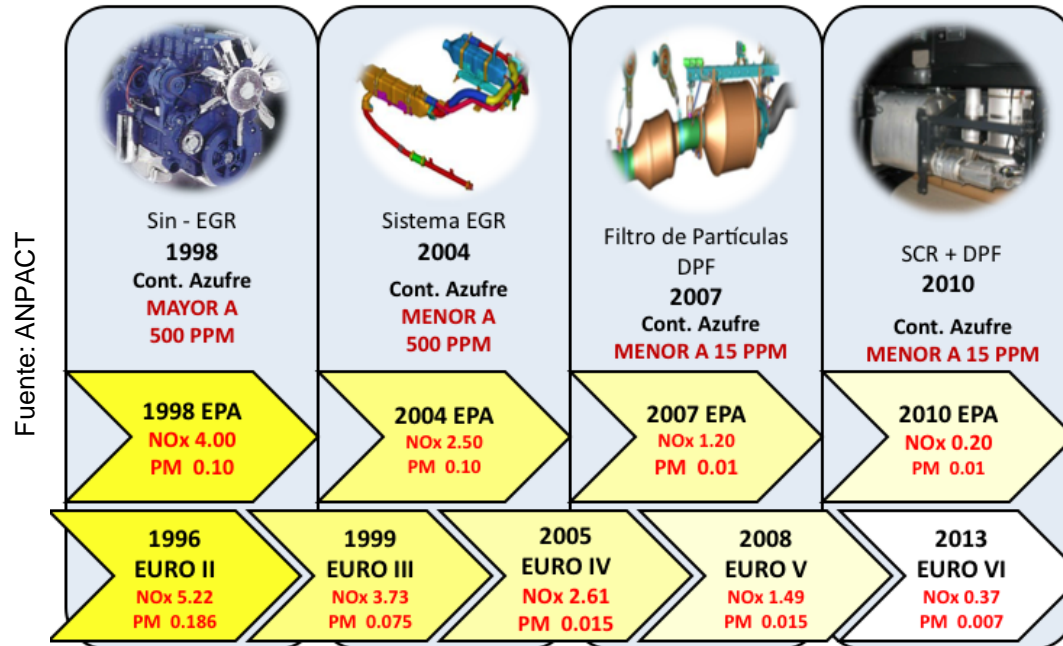 Fuente: ANPACT
Sin - EGR
1998
Cont. Azufre
MAYOR A
500 PPM
Sistema EGR
2004
Cont. Azufre
MENOR A
500 PPM
Filtro de Partículas
DPF
2007
Cont. Azufre
MENOR A 15 PPM
SCR + DPF
2010
Cont. Azufre
MENOR A 15 PPM
1998 EPA
NOx 4.00
PM 0.10
2004 EPA
NOx 2.50
PM 0.10
2007 EPA
NOx 1.20
PM 0.01
2010 EPA
NOx 0.20
PM 0.01
1996
EURO II
NOx 5.22
PM 0.186
1999
EURO III
NOx 3.73
PM 0.075
2005
EURO IV
NOx 2.61
PM 0.015
2008
EURO V
NOx 1.49
PM 0.015
2013
EURO VI
NOx 0.37
PM 0.007